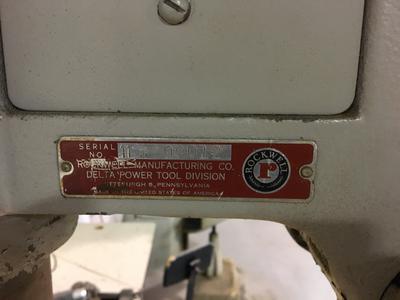 SERIAL
NO.
ROCKWELL MANUFACTURING CO.
DELTA POWER TOOL DIVISION
PITTSBURGH 8, PENNSYLVANIA
MADE IN THE UNITED STATES OF AMERICA
ROCKWELL
r